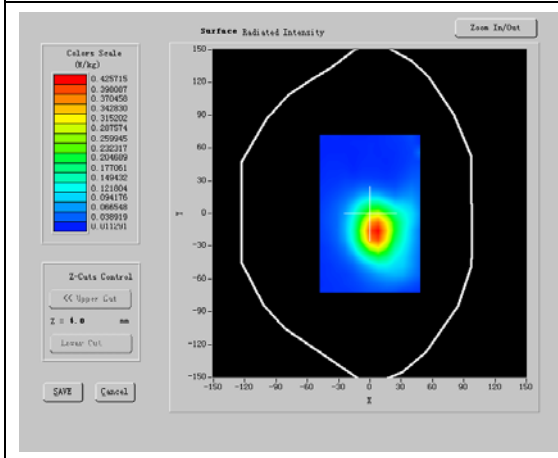 Surface Radiated Intensity
Zoom In/Out
Colors Scale
(W/kg)
0.425715
0.398087
0.370458
0.342830
0.315202
0.287574
0.259945
0.232317
0.204689
0.177061
0.149432
0.121804
0.094176
0.066548
0.038919
0.011291
150
120
90
60
30
0
-30
-60
-90
-120
-150
Y
-150 -120 -90 -60 -30 0 30 60 90 120 150
X
Z-Cuts Control
<< Upper Cut
Z = 4.0 mm
Lower Cut
SAVE
Cancel